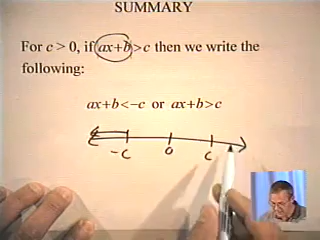 SUMMARY
For c > 0, if |ax+b|>c then we write the
following:
ax+b<-c or ax+b>c
-c 0 c